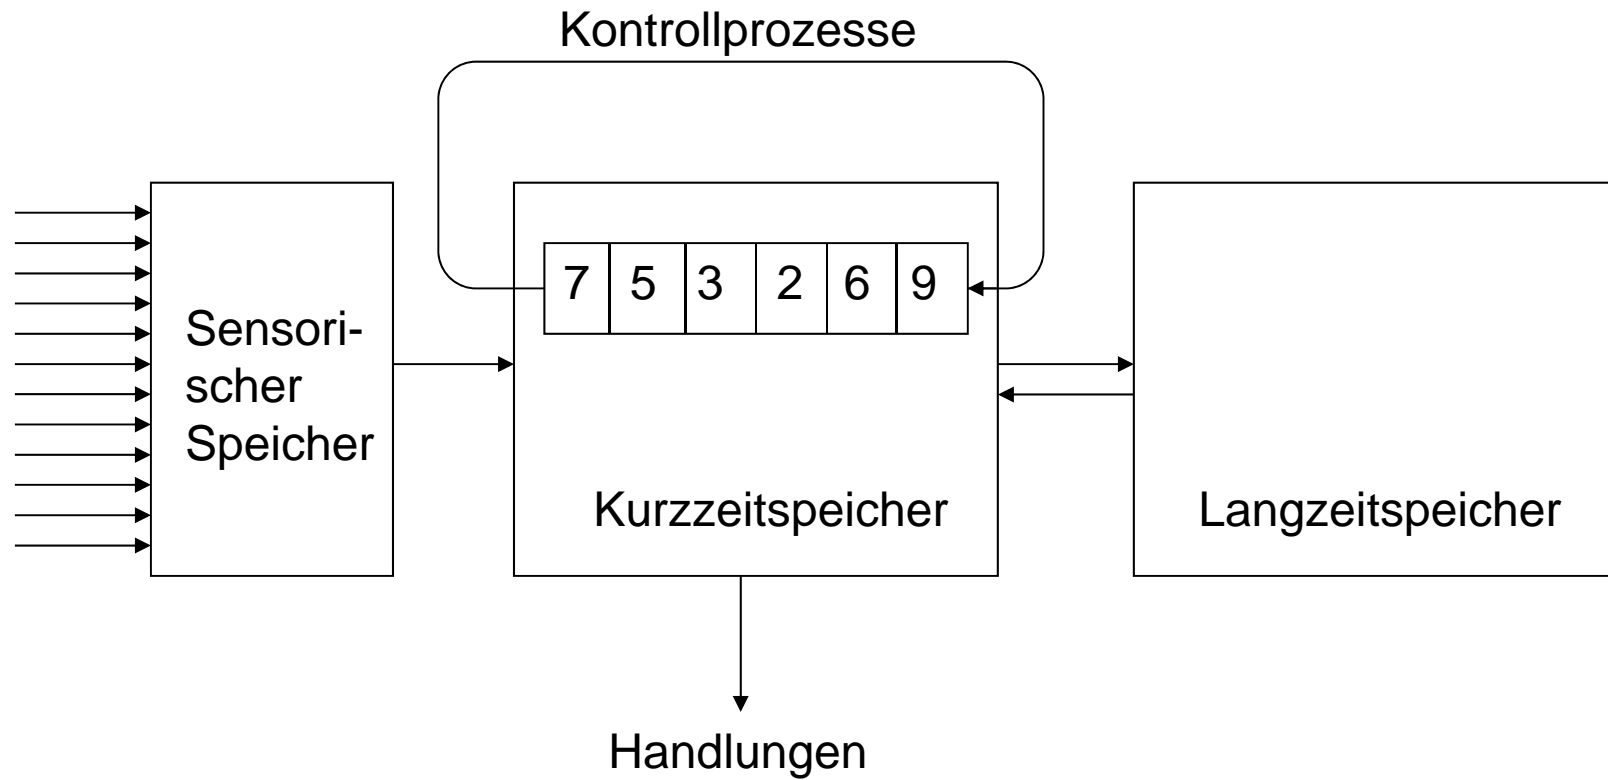 Kontrollprozesse
7 5 3 2 6 9
Sensori-
scher
Speicher
Kurzzeitspeicher
Langzeitspeicher
Handlungen